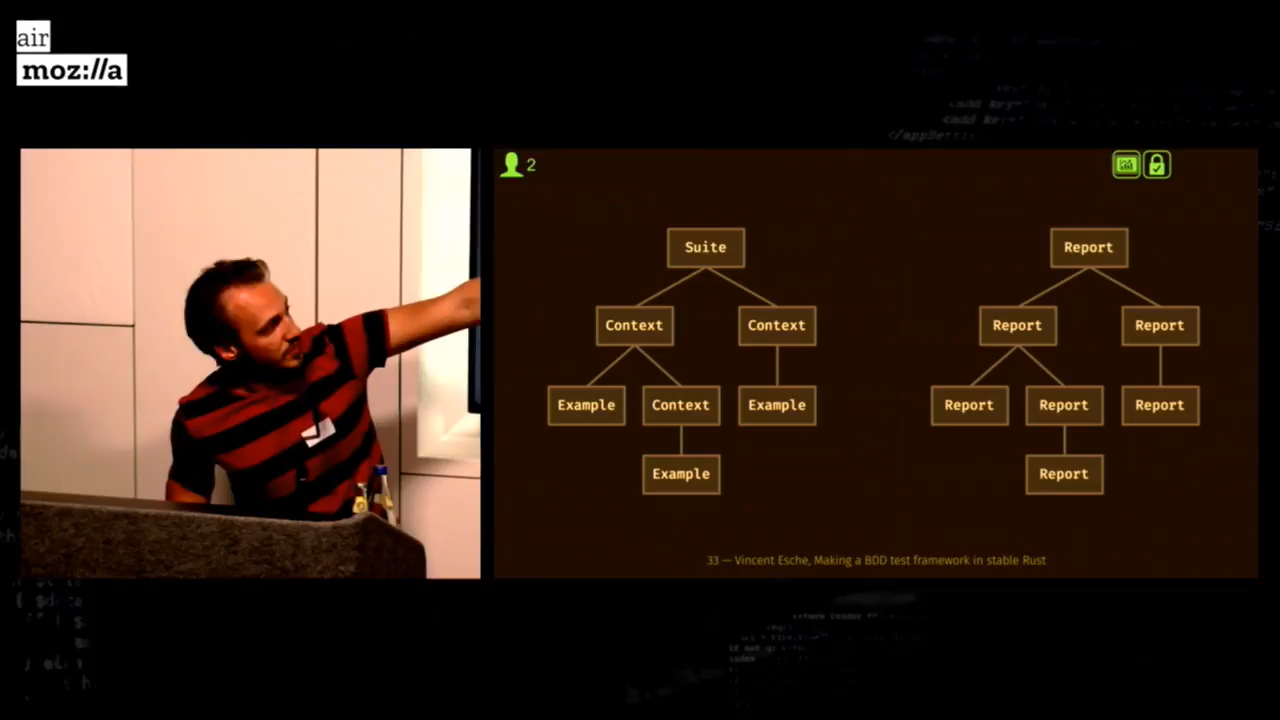 air
moz://a
2
Suite
Report
Context
Context
Report
Report
Example
Context
Example
Report
Report
Report
Example
Report
33 — Vincent Esche, Making a BDD test framework in stable Rust
</appSetti